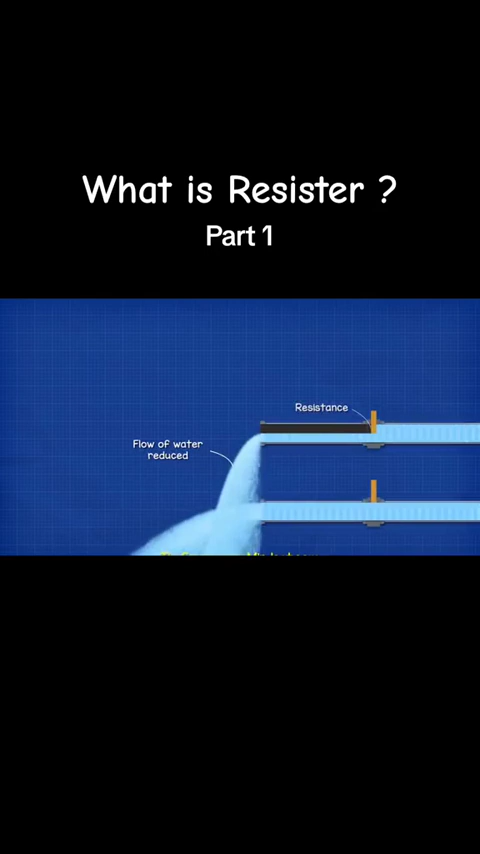 What is Resister ?
Part 1
Resistance
Flow of water
reduced